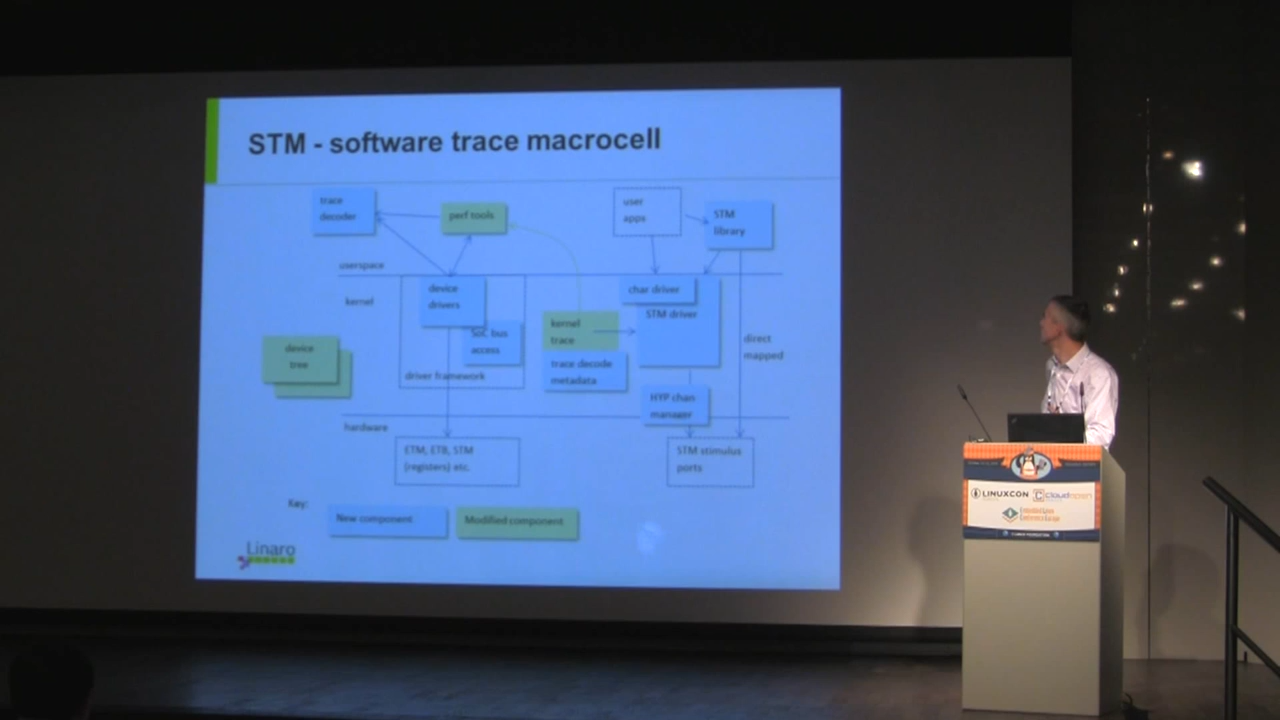 STM - software trace macrocell
trace
decoder
perf tools
user
apps
STM
library
userspace
kernel
device
drivers
SoC bus
access
driver framework
kernel
trace
trace decode
metadata
char driver
STM driver
direct
mapped
device
tree
HYP chan
manager
hardware
ETM, ETB, STM
(registers) etc.
STM stimulus
ports
Key:
New component
Modified component
Linaro
LINUXCON
cloudopen